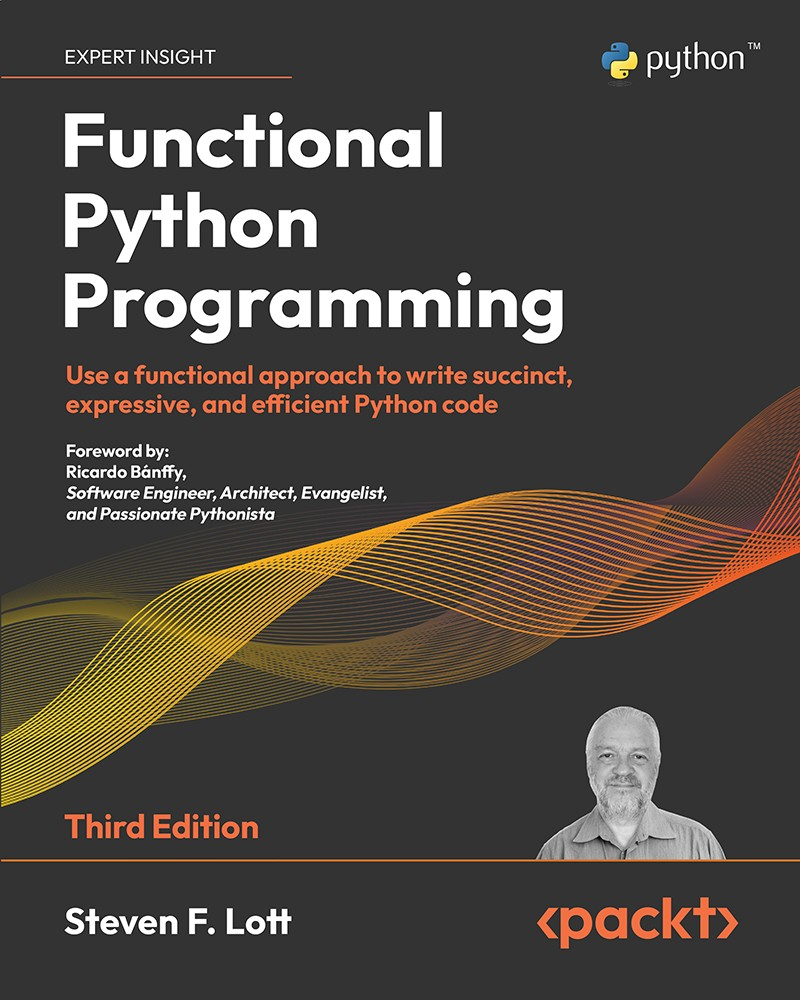 EXPERT INSIGHT
python™
Functional
Python
Programming
Use a functional approach to write succinct,
expressive, and efficient Python code
Foreword by:
Ricardo Bánffy,
Software Engineer, Architect, Evangelist,
and Passionate Pythonista
Third Edition
Steven F. Lott
<packt>